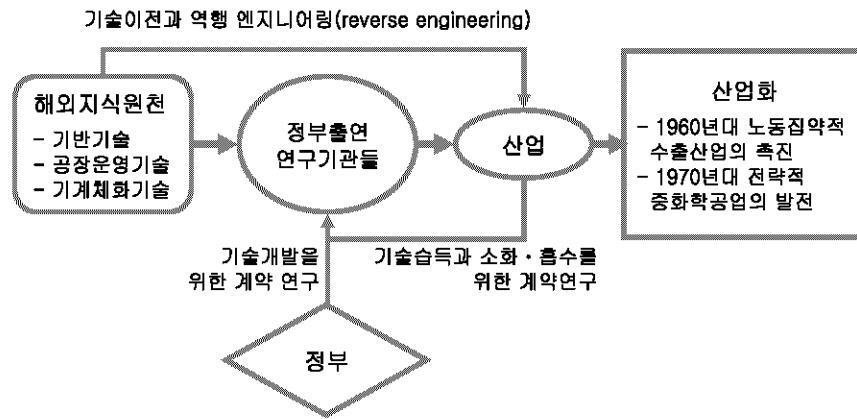 기술이전과 역행 엔지니어링(reverse engineering)
해외지식원천
- 기반기술
- 공장운영기술
- 기계체화기술
정부출연
연구기관들
산업
산업화
- 1960년대 노동집약적
수출산업의 촉진
- 1970년대 전략적
중화학공업의 발전
기술개발을
위한 계약 연구
기술습득과 소화·흡수를
위한 계약연구
정부